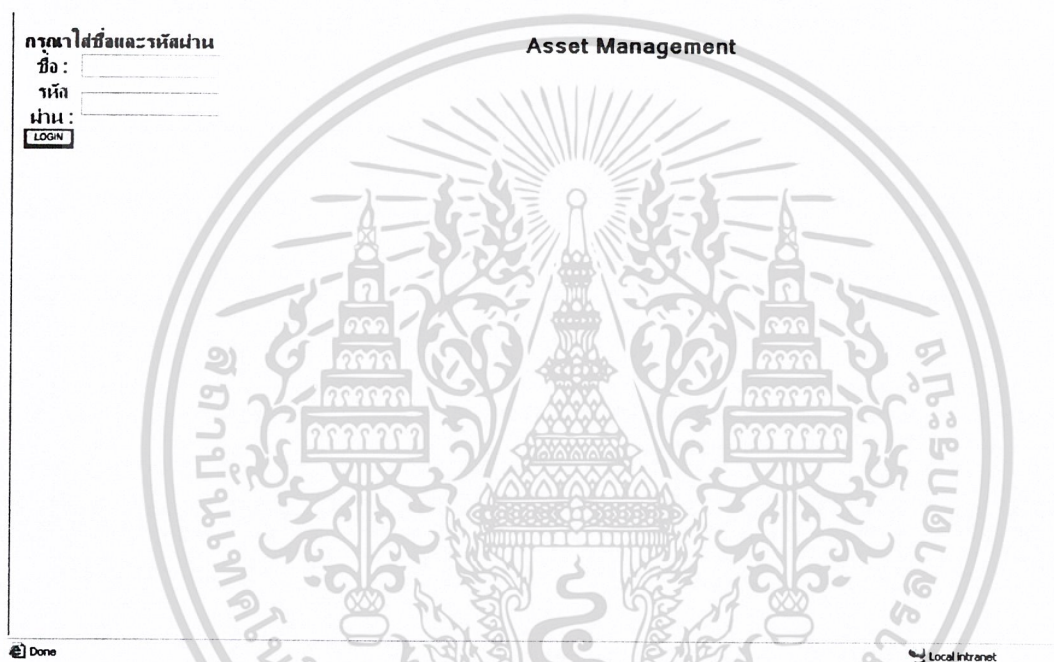 กรุณาใส่ชื่อและรหัสผ่าน
Asset Management
ชื่อ :
รหัส
ผ่าน :
LOGIN
Done
Local intranet